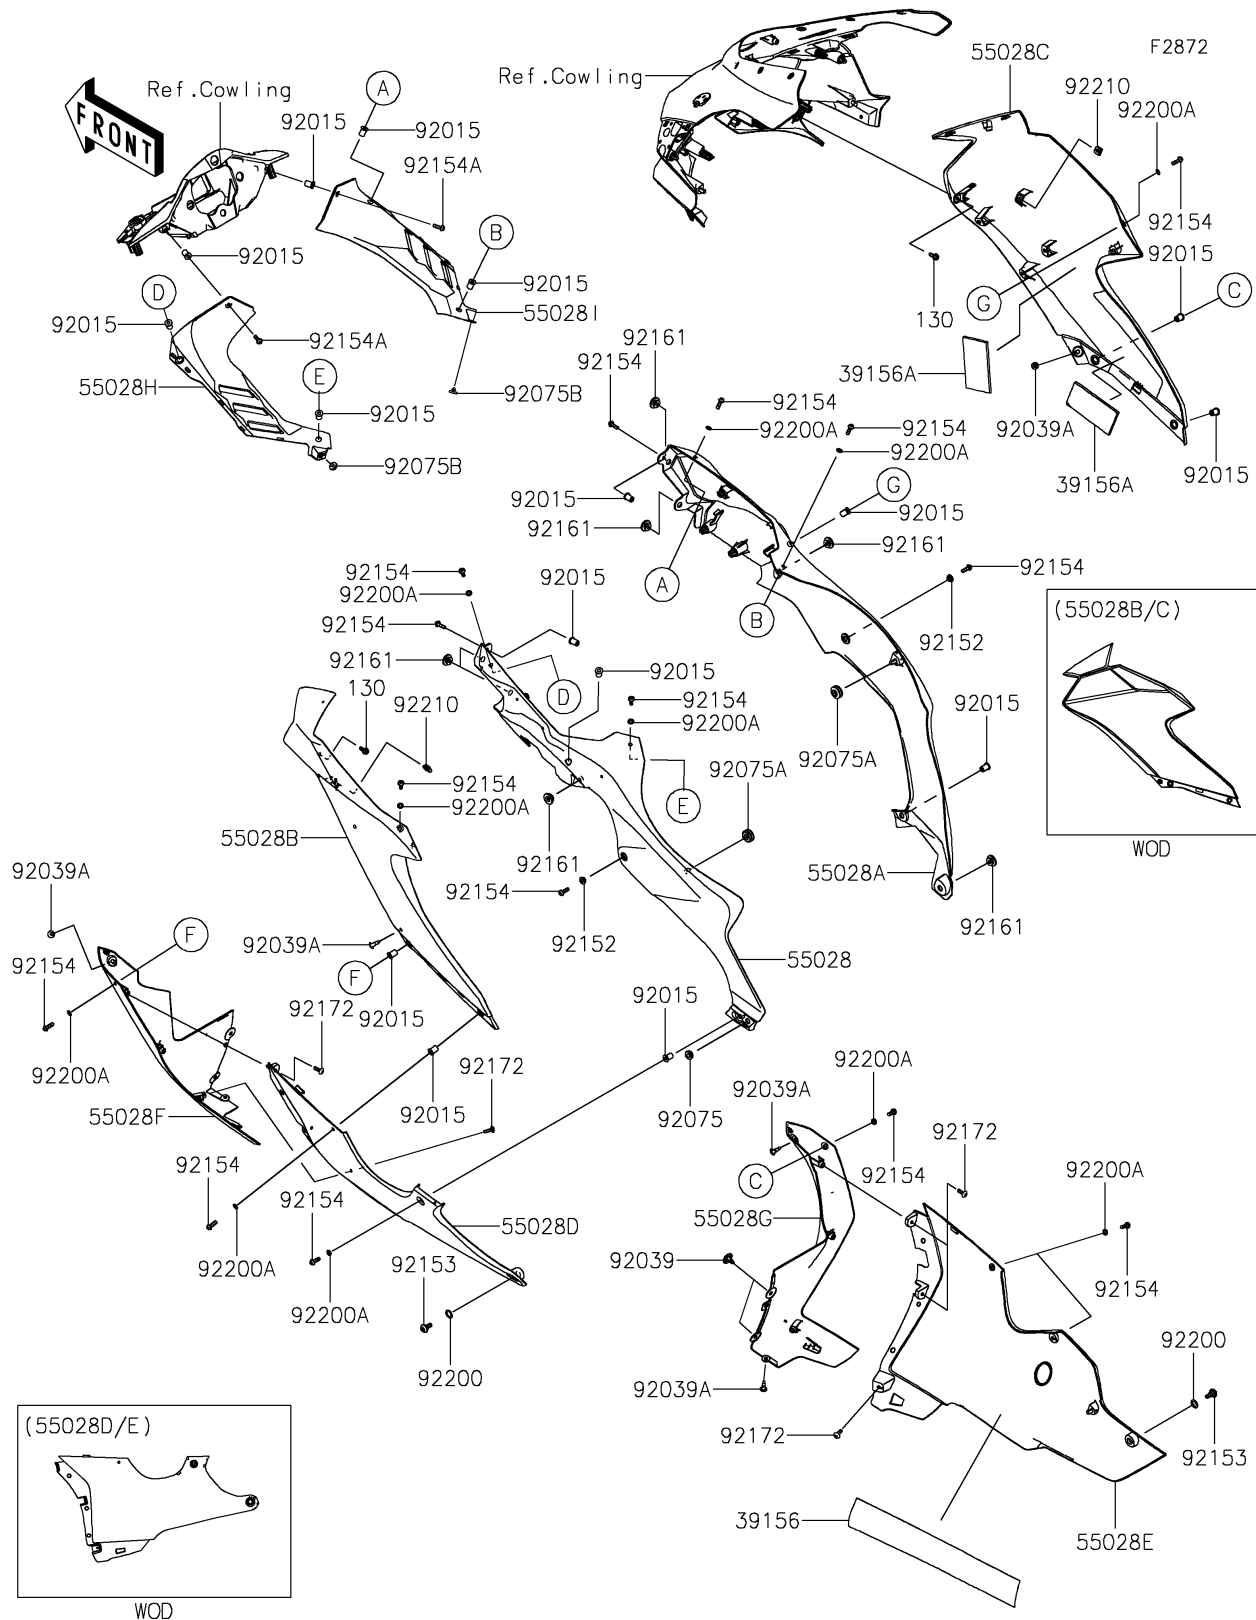 55028C
F2872
Ref.Cowling
92210
Ref.Cowling
A
92200A
FRONT
92015
92015
92154A
92154
B
92015
92015
D
92015
130
G
C
92015
55028I
92154A
92161
92154
39156A
55028H
E
92015
92075B
92154
92200A
92154
92200A
92039A
92015
92075B
39156A
92015
G
92015
92161
92161
92154
92015
A
92154
92200A
B
(55028B/C)
92154
92152
92161
92015
D
130
92210
92154
92200A
92015
92075A
92154
92075A
92200A
E
55028B
92161
WOD
55028A
92039A
92154
F
92039A
92152
92161
92154
55028
F
92172
92015
92015
92200A
92200A
92172
92039A
55028F
92015
92075
92172
92154
92154
92200A
C
92154
55028D
55028G
92200A
92153
92039
92154
92200A
92200
92200
92039A
(55028D/E)
92172
92153
39156
55028E
WOD